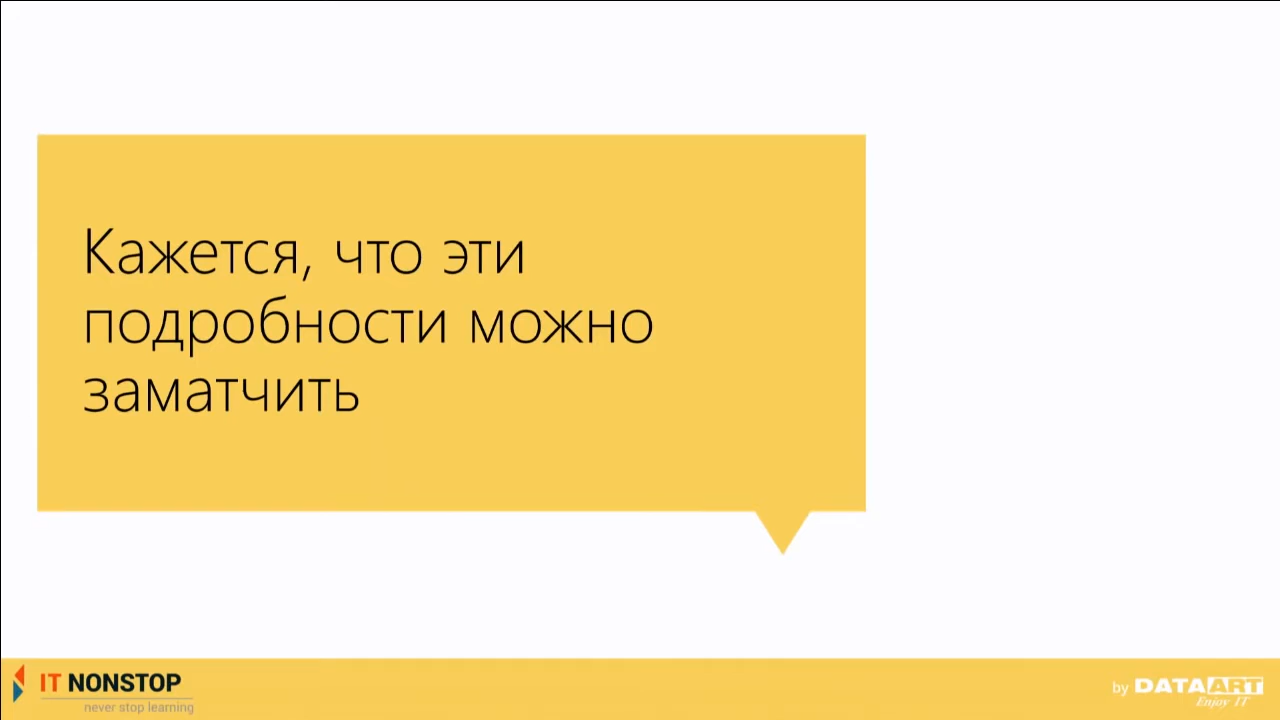 Кажется, что эти
подробности можно
заматчить
IT NONSTOP
never stop learning
by DATAART
Enjoy IT